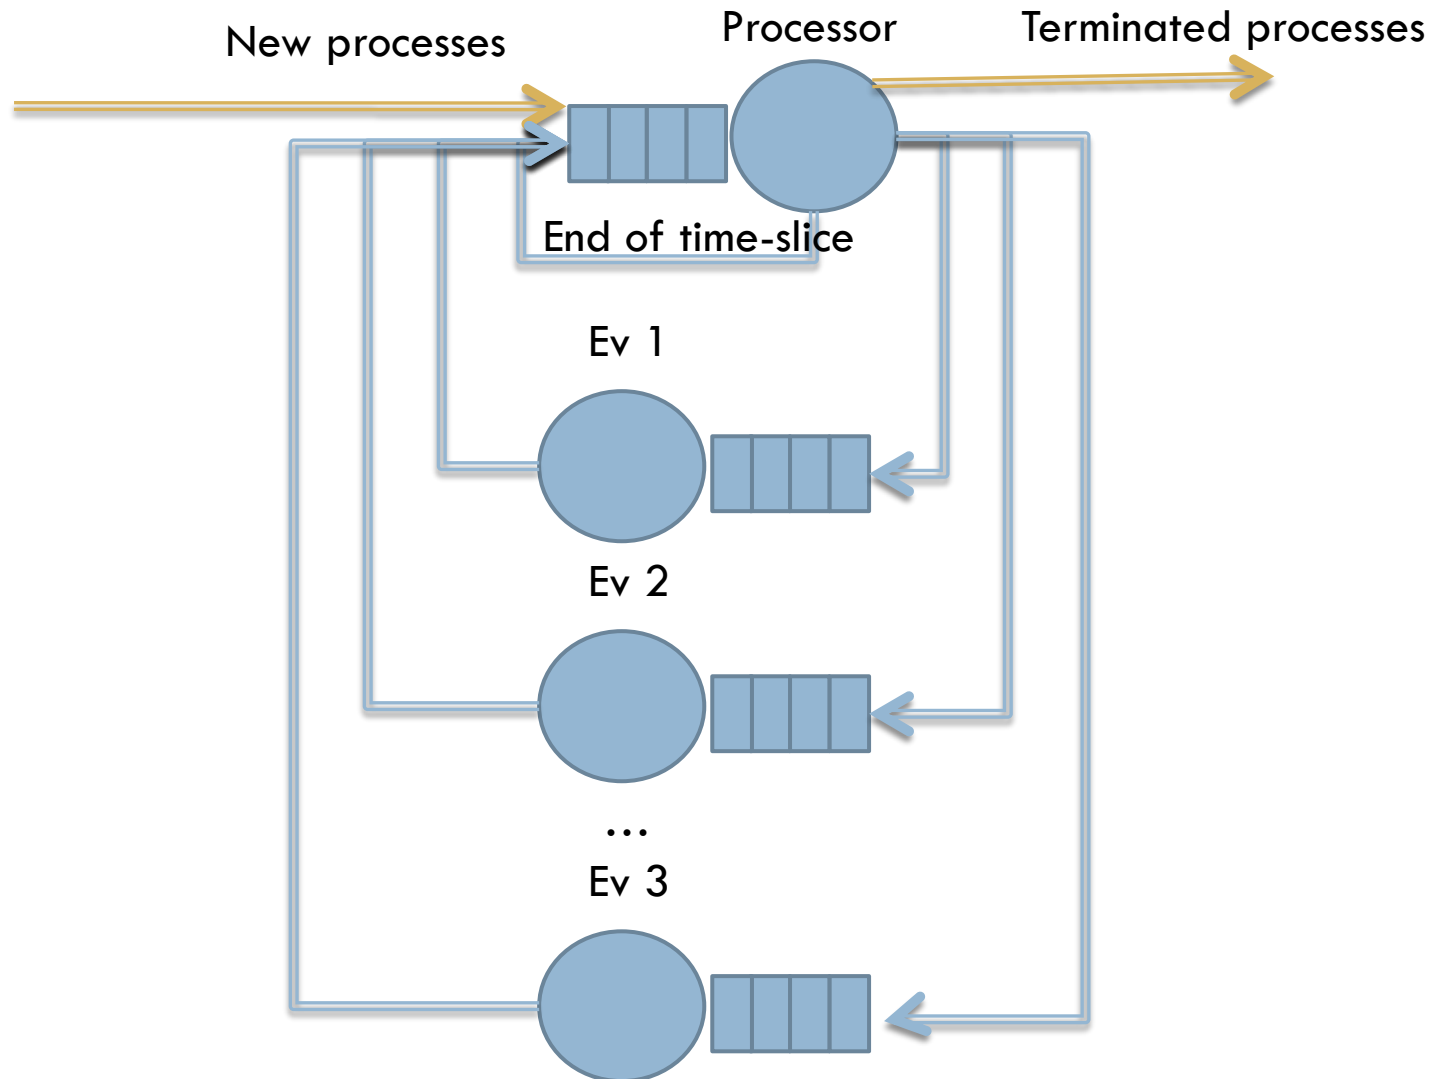 New processes
Processor
Terminated processes
End of time-slice
Ev 1
Ev 2
...
Ev 3